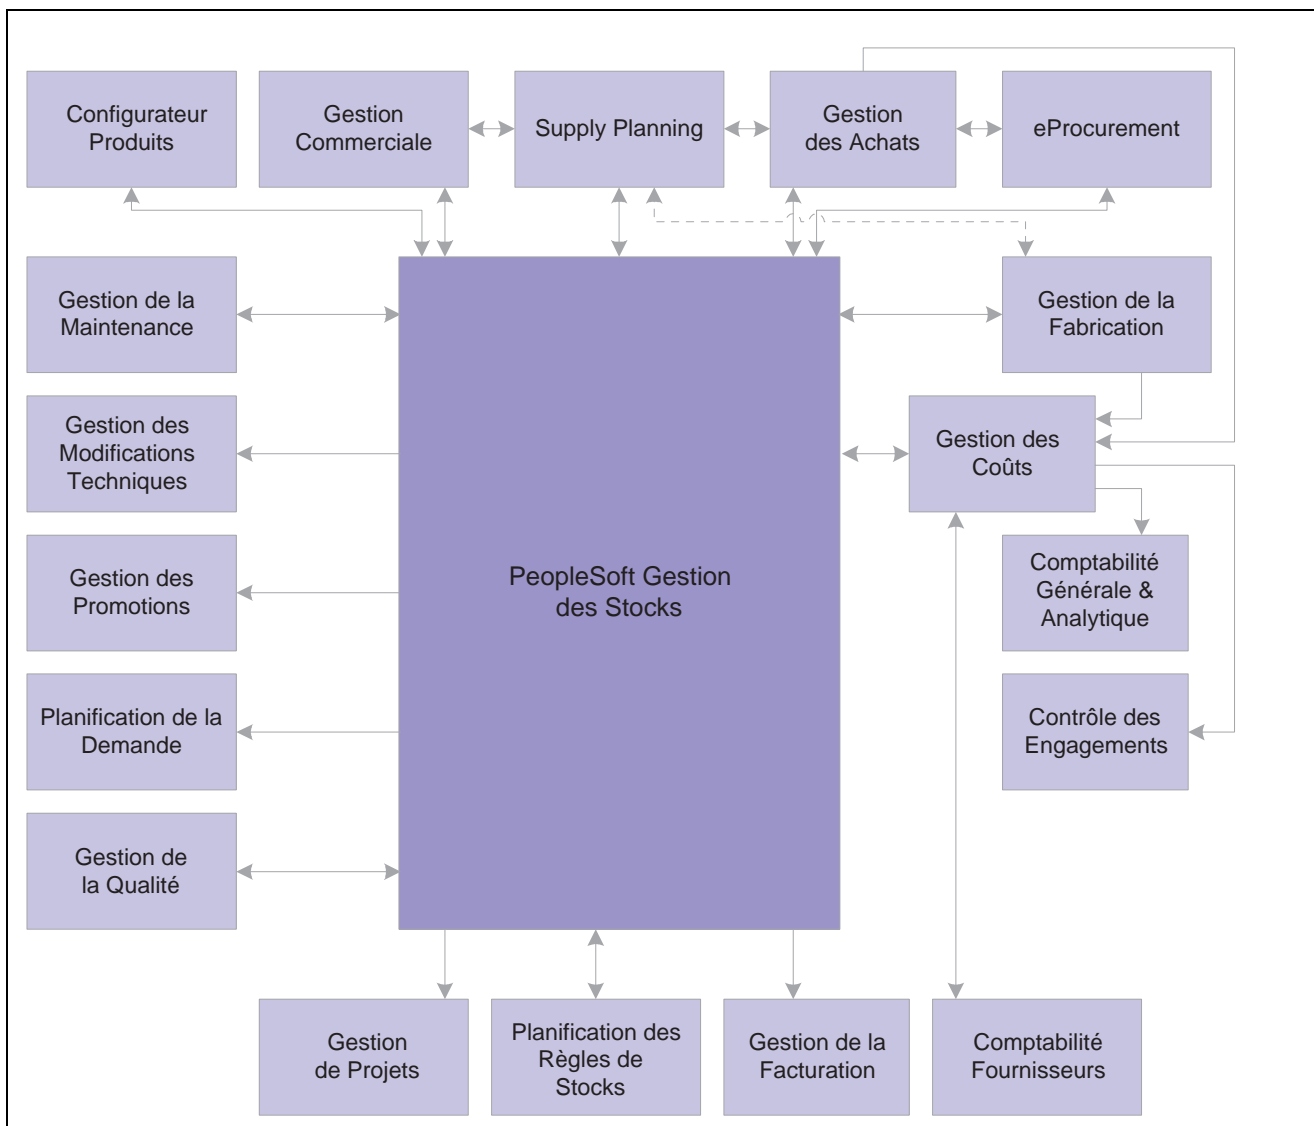 Configurateur
Produits
Gestion
Commerciale
Supply Planning
Gestion
des Achats
eProcurement
Gestion de la
Maintenance
Gestion de la
Fabrication
Gestion des
Modifications
Techniques
Gestion des
Coûts
Gestion des
Promotions
PeopleSoft Gestion
des Stocks
Comptabilité
Générale &
Analytique
Planification de la
Demande
Contrôle des
Engagements
Gestion de
la Qualité
Gestion
de Projets
Planification des
Règles de
Stocks
Gestion de la
Facturation
Comptabilité
Fournisseurs